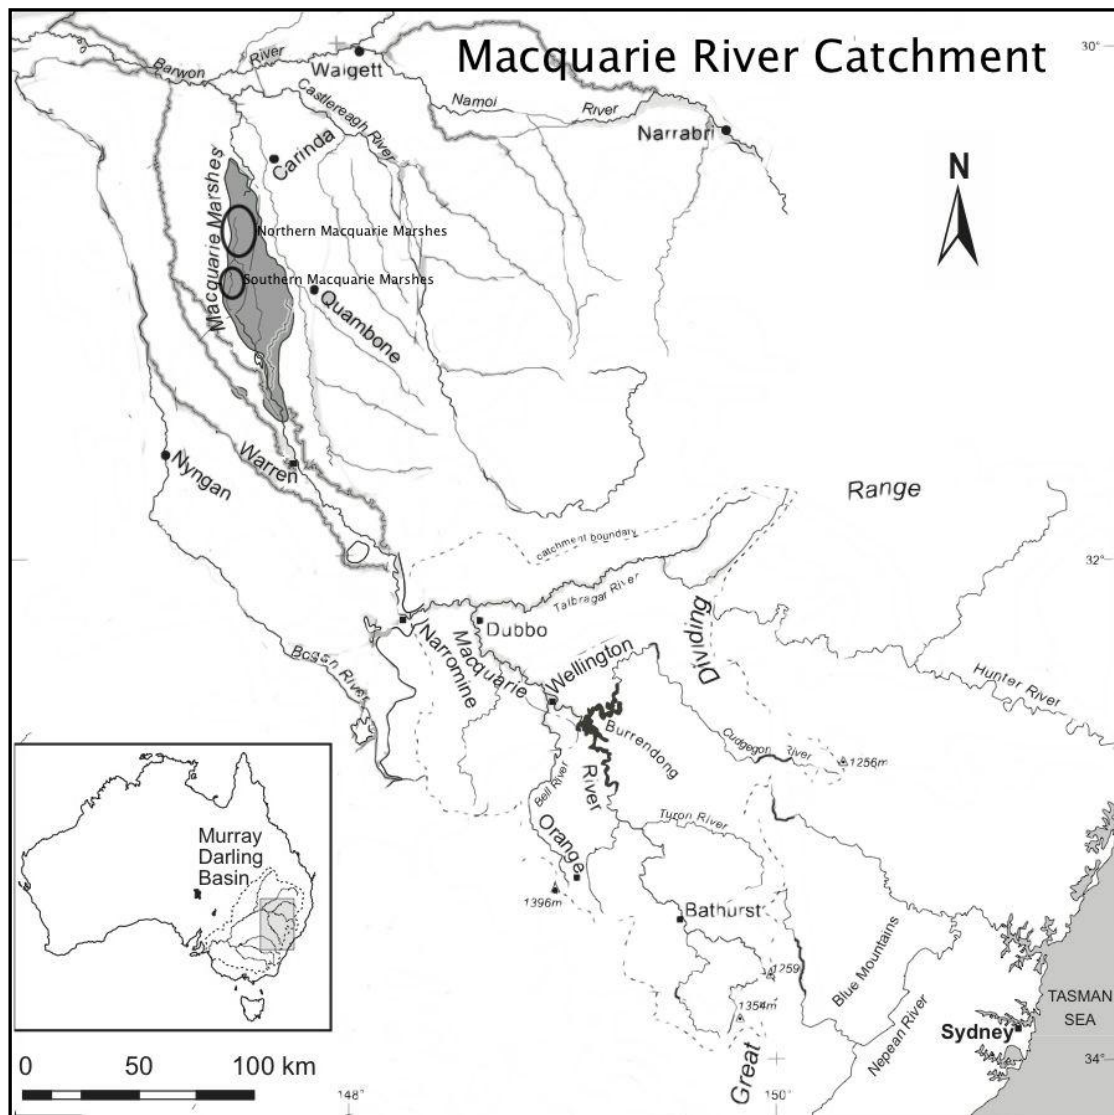 Macquarie River Catchment
30°
Barwon
River
Walgett
Castlereagh River
Namoi
River
Narrabri
Carinda
N
Macquarie Marshes
Northern Macquarie Marshes
Southern Macquarie Marshes
Quambone
Nyngan
Warren
Range
catchment boundary
32°
Talbragar River
Dubbo
Narromine
Macquarie
Wellington
Dividing
Hunter River
Bogan River
Burrendong
Cudgegon River
1256m
Bell River
River
Turon River
Orange
1396m
Bathurst
Murray
Darling
Basin
1259
1354m
Blue Mountains
Nepean River
Great
TASMAN
SEA
Sydney
34°
0 50 100 km
148°
150°